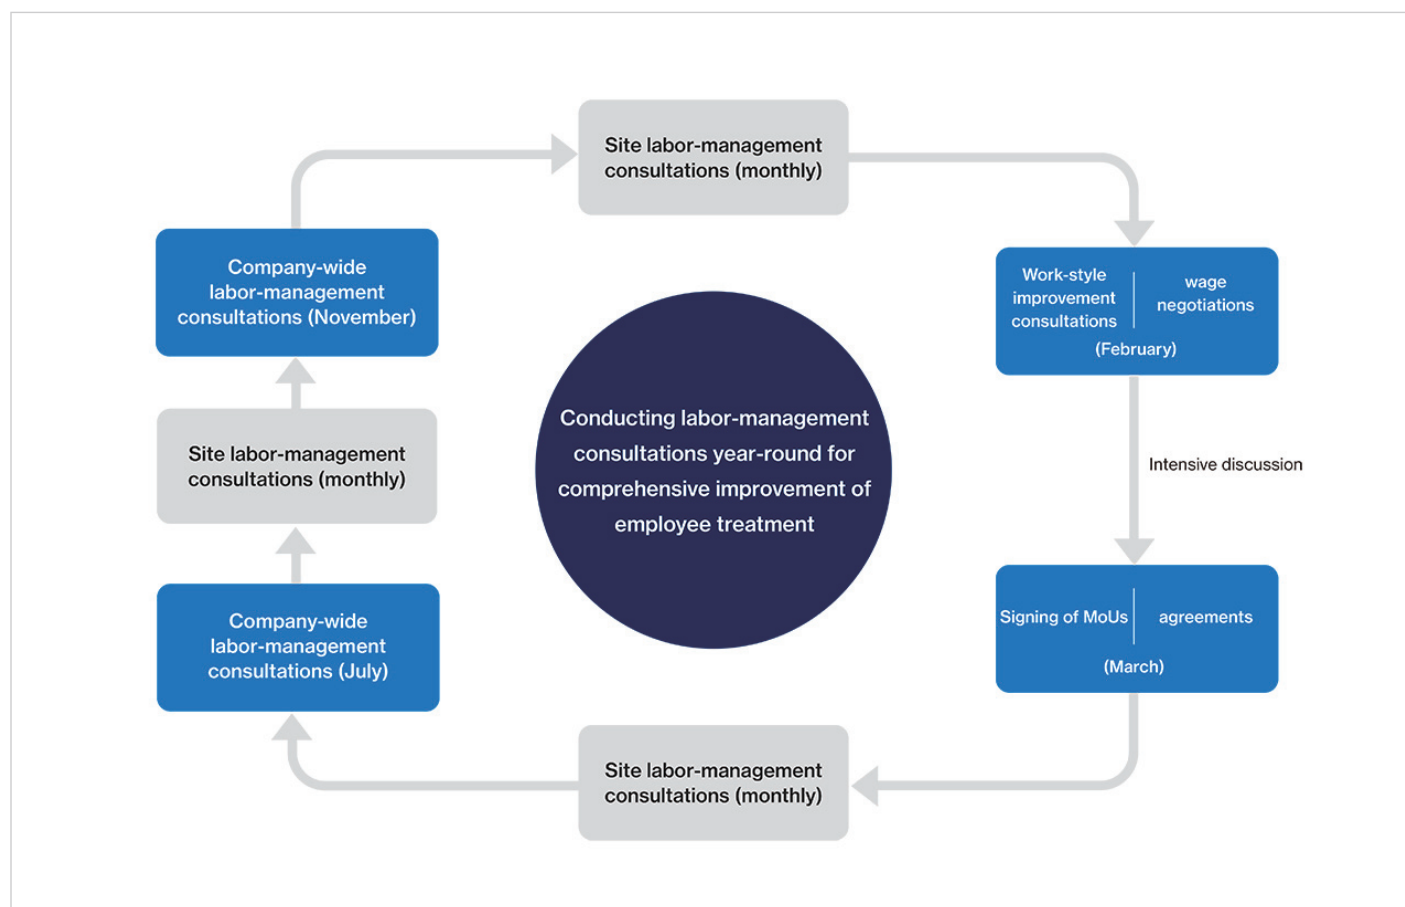 Site labor-management
consultations (monthly)
Company-wide
labor-management
consultations (November)
Work-style
improvement
consultations
wage
negotiations
(February)
Site labor-management
consultations (monthly)
Conducting labor-management
consultations year-round for
comprehensive improvement of
employee treatment
Intensive discussion
Company-wide
labor-management
consultations (July)
Signing of MoUs
agreements
(March)
Site labor-management
consultations (monthly)